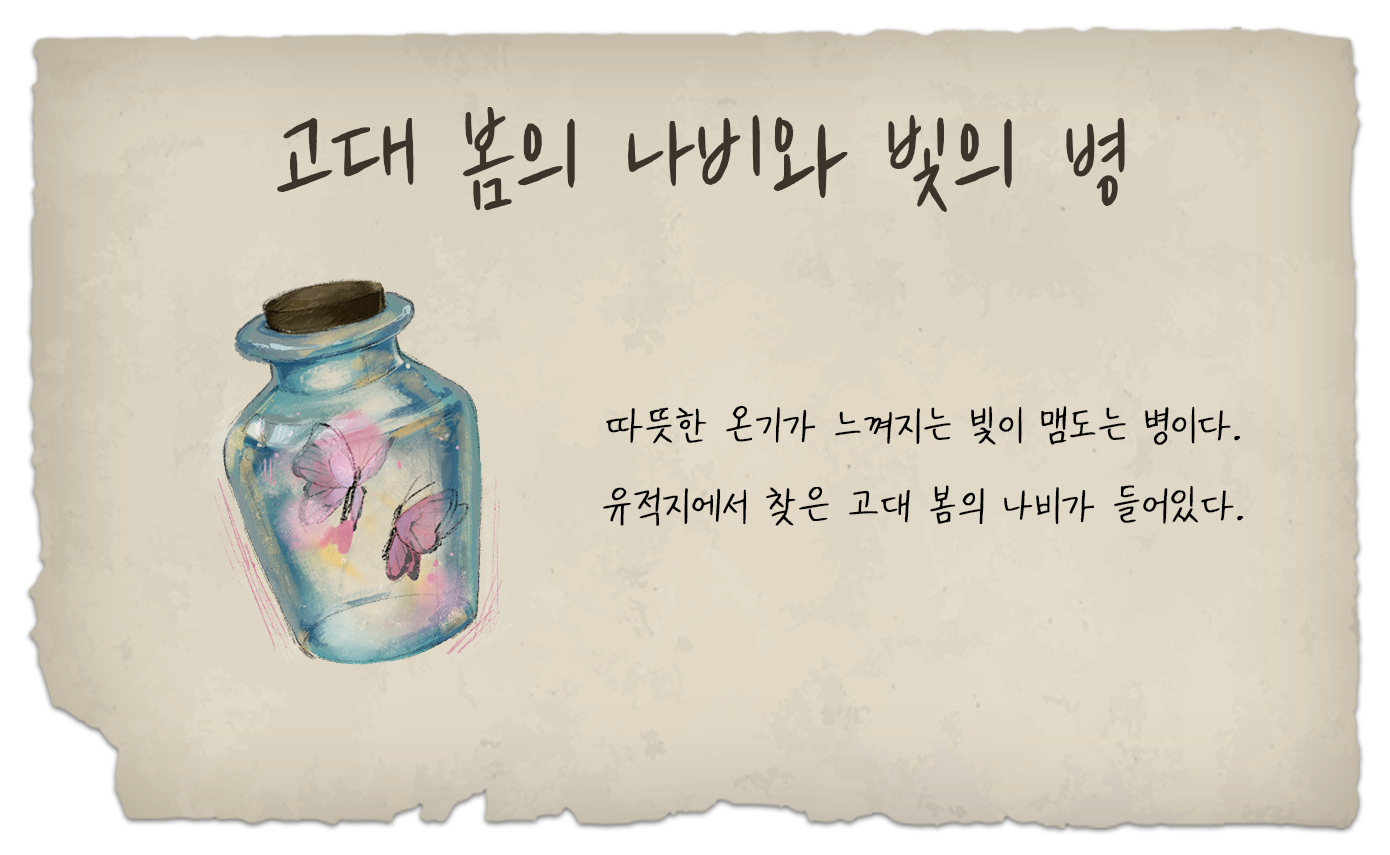 고대 봄의 나비와 빛의 병
따뜻한 온기가 느껴지는 빛이 맴도는 병이다.
유적지에서 찾은 고대 봄의 나비가 들어있다.